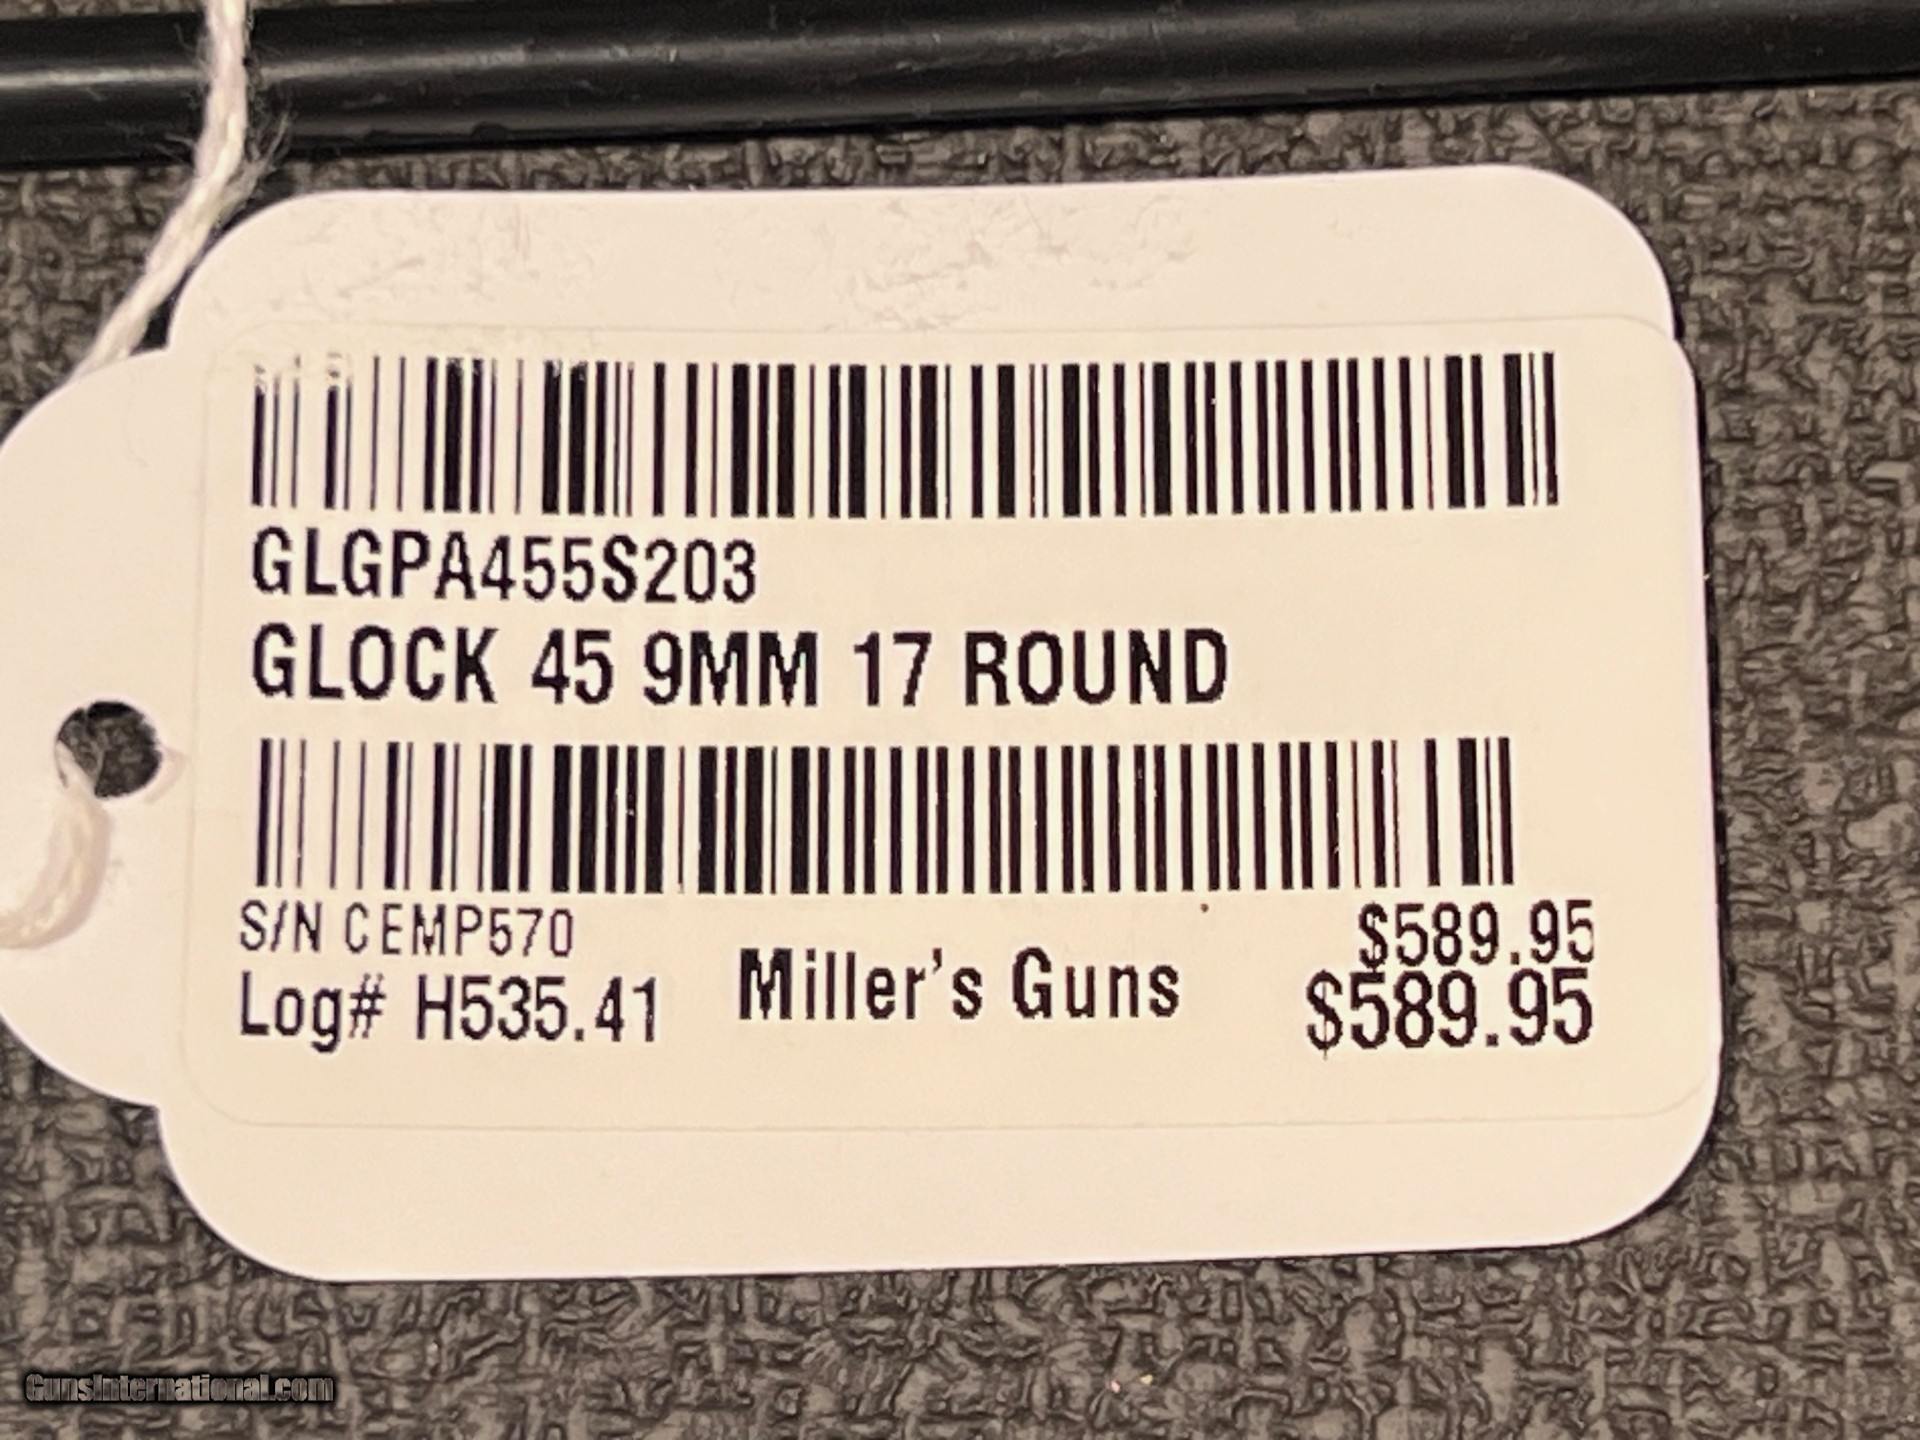 GLGPA455S203
GLOCK 45 9MM 17 ROUND
S/N CEMP570
Log# H535.41
Miller's Guns
$589.95
$589.95
GunsInternational.com